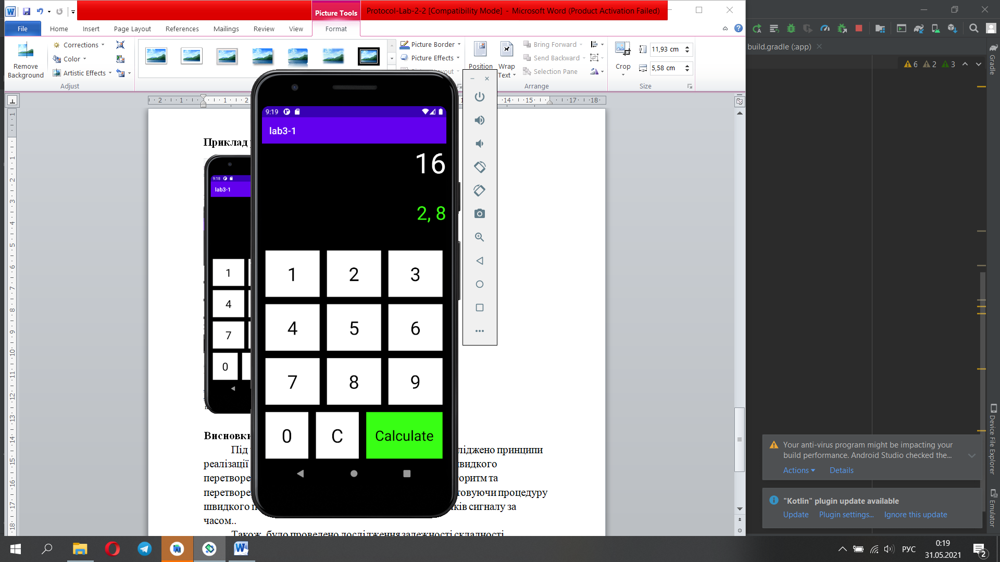 Protocol-Lab-2-2 [Compatibility Mode] - Microsoft Word (Product Activation Failed)
Picture Tools
File Home Insert Page Layout References Mailings Review View Format
Remove Background
Corrections
Color
Artistic Effects
Adjust
Picture Border
Picture Effects
Position
Wrap Text
Bring Forward
Send Backward
Selection Pane
Arrange
Crop
11,93 cm
5,58 cm
Size
build.gradle (:app)
6 2 3
Gradle
Приклад
9:18
lab3-1
1
4
7
0
9:19
lab3-1
16
2, 8
1 2 3
4 5 6
7 8 9
0 C Calculate
Висновки
Під ліджено принципи
реалізації видкого
перетворе горитм та
перетворе товуючи процедуру
швидкого ків сигналу за
часом..
Також, було проведено дослідження залежності складності
Device File Explorer
Emulator
Your anti-virus program might be impacting your
build performance. Android Studio checked the...
Actions Details
"Kotlin" plugin update available
Update Plugin settings... Ignore this update
РУС
0:19
31.05.2021
2